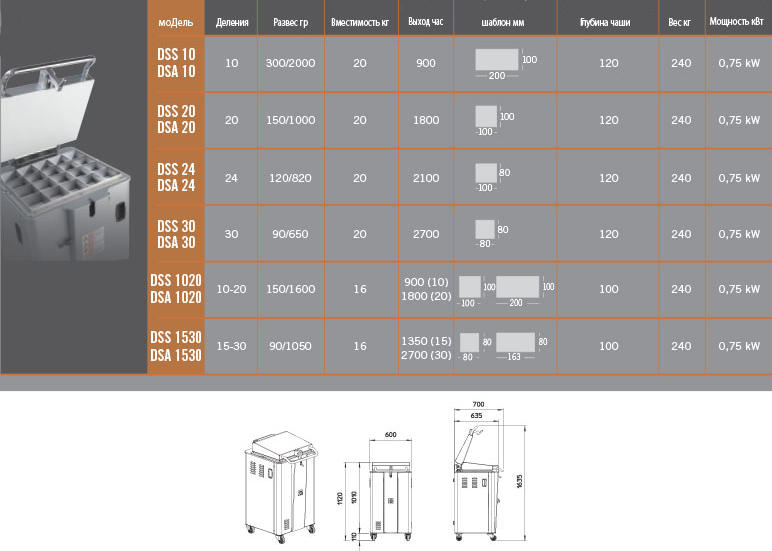 моДель Деления Развес гр Вместимость кг Выход час шаблон мм Глубина чаши Вес кг Мощность кВт
DSS 10
DSA 10
10 300/2000 20 900 100 200 120 240 0,75 kW
DSS 20
DSA 20
20 150/1000 20 1800 100 100 120 240 0,75 kW
DSS 24
DSA 24
24 120/820 20 2100 80 100 120 240 0,75 kW
DSS 30
DSA 30
30 90/650 20 2700 80 80 120 240 0,75 kW
DSS 1020
DSA 1020
10-20 150/1600 16 900 (10)
1800 (20)
100 100 100 200 100 240 0,75 kW
DSS 1530
DSA 1530
15-30 90/1050 16 1350 (15)
2700 (30)
80 80 80 163 100 240 0,75 kW
700
635
600
1120
1010
110
1635